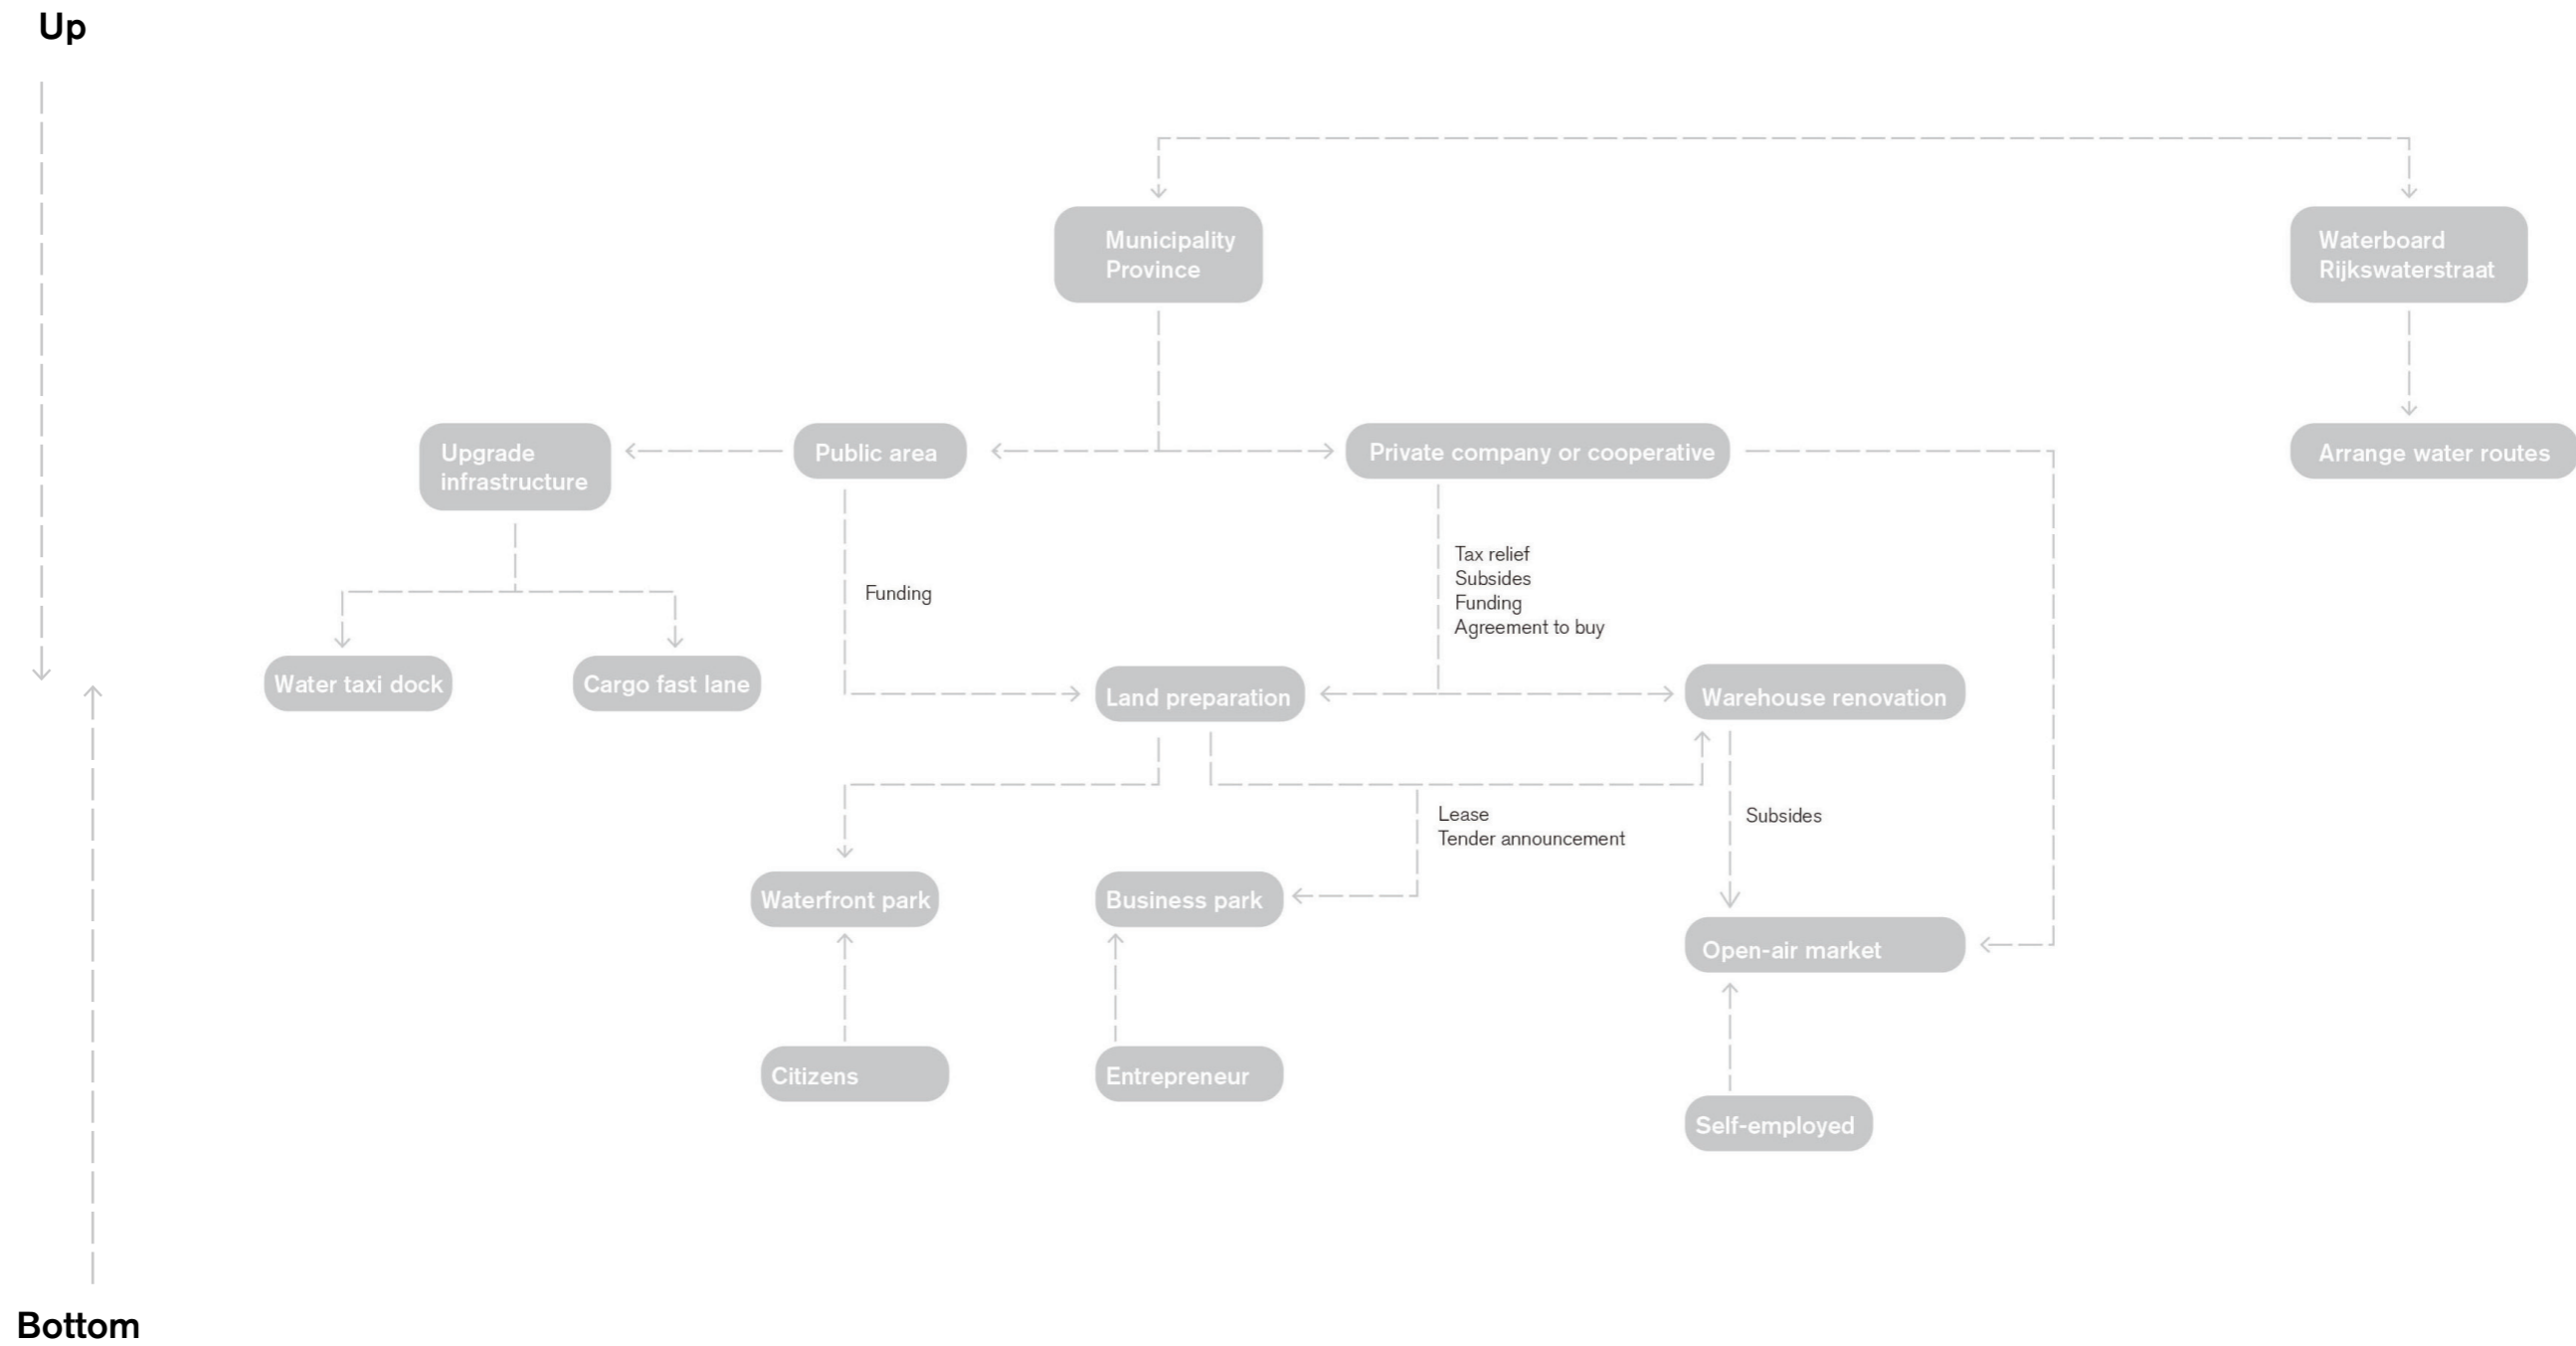 Up
Municipality
Province
Waterboard
Rijkswaterstraat
Upgrade
infrastructure
Public area
Private company or cooperative
Arrange water routes
Funding
Tax relief
Subsides
Funding
Agreement to buy
Water taxi dock
Cargo fast lane
Land preparation
Warehouse renovation
Lease
Tender announcement
Subsides
Waterfront park
Business park
Open-air market
Citizens
Entrepreneur
Self-employed
Bottom